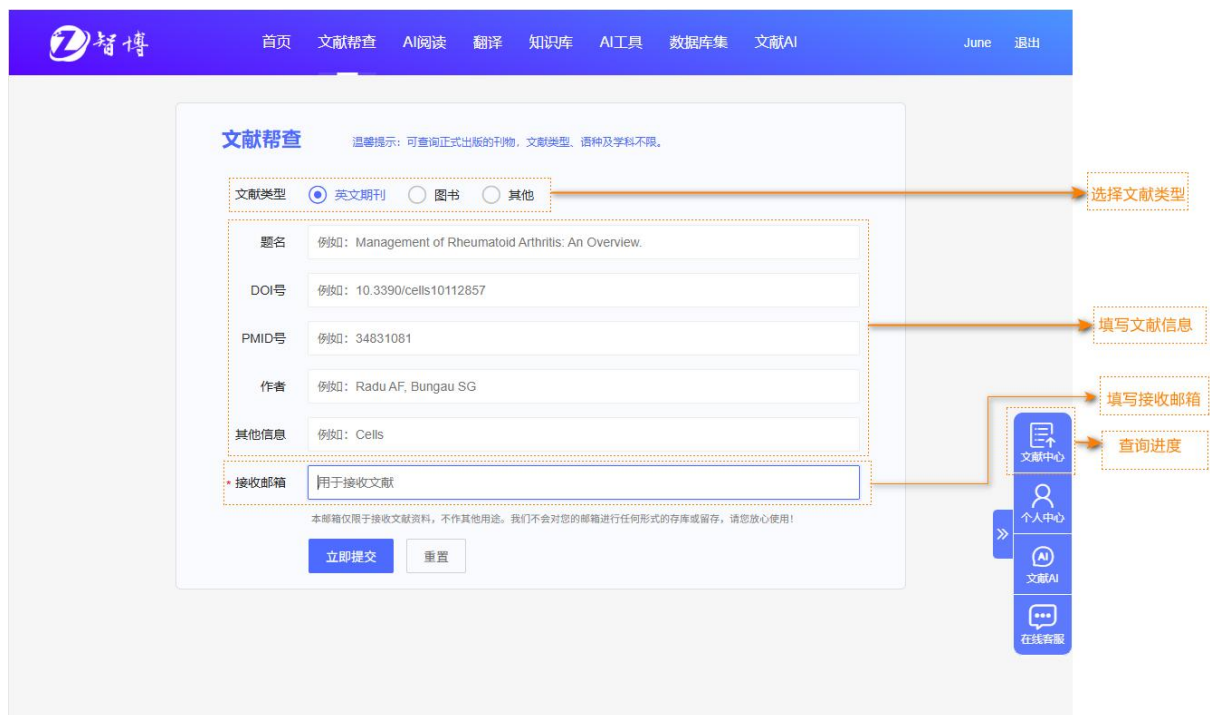 智博 首页 文献帮查 AI阅读 翻译 知识库 AI工具 数据库集 文献AI June 退出
文献帮查 温馨提示：可查询正式出版的刊物，文献类型、语种及学科不限。
文献类型 英文期刊 图书 其他
选择文献类型
题名 例如：Management of Rheumatoid Arthritis: An Overview.
DOI号 例如：10.3390/cells10112857
填写文献信息
PMID号 例如：34831081
作者 例如：Radu AF, Bungau SG
填写接收邮箱
其他信息 例如：Cells
文献中心
查询进度
* 接收邮箱 用于接收文献
个人中心
本邮箱仅限于接收文献资料，不作其他用途。我们不会对您的邮箱进行任何形式的存库或留存，请您放心使用！
立即提交 重置
AI
文献AI
在线客服